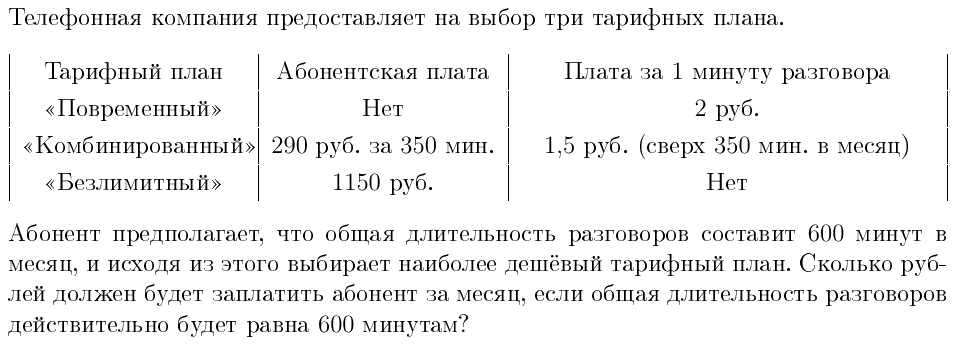 Телефонная компания предоставляет на выбор три тарифных плана.
Тарифный план Абонентская плата Плата за 1 минуту разговора
«Повременный» Нет 2 руб.
«Комбинированный» 290 руб. за 350 мин. 1,5 руб. (сверх 350 мин. в месяц)
«Безлимитный» 1150 руб. Нет
Абонент предполагает, что общая длительность разговоров составит 600 минут в
месяц, и исходя из этого выбирает наиболее дешёвый тарифный план. Сколько руб-
лей должен будет заплатить абонент за месяц, если общая длительность разговоров
действительно будет равна 600 минутам?